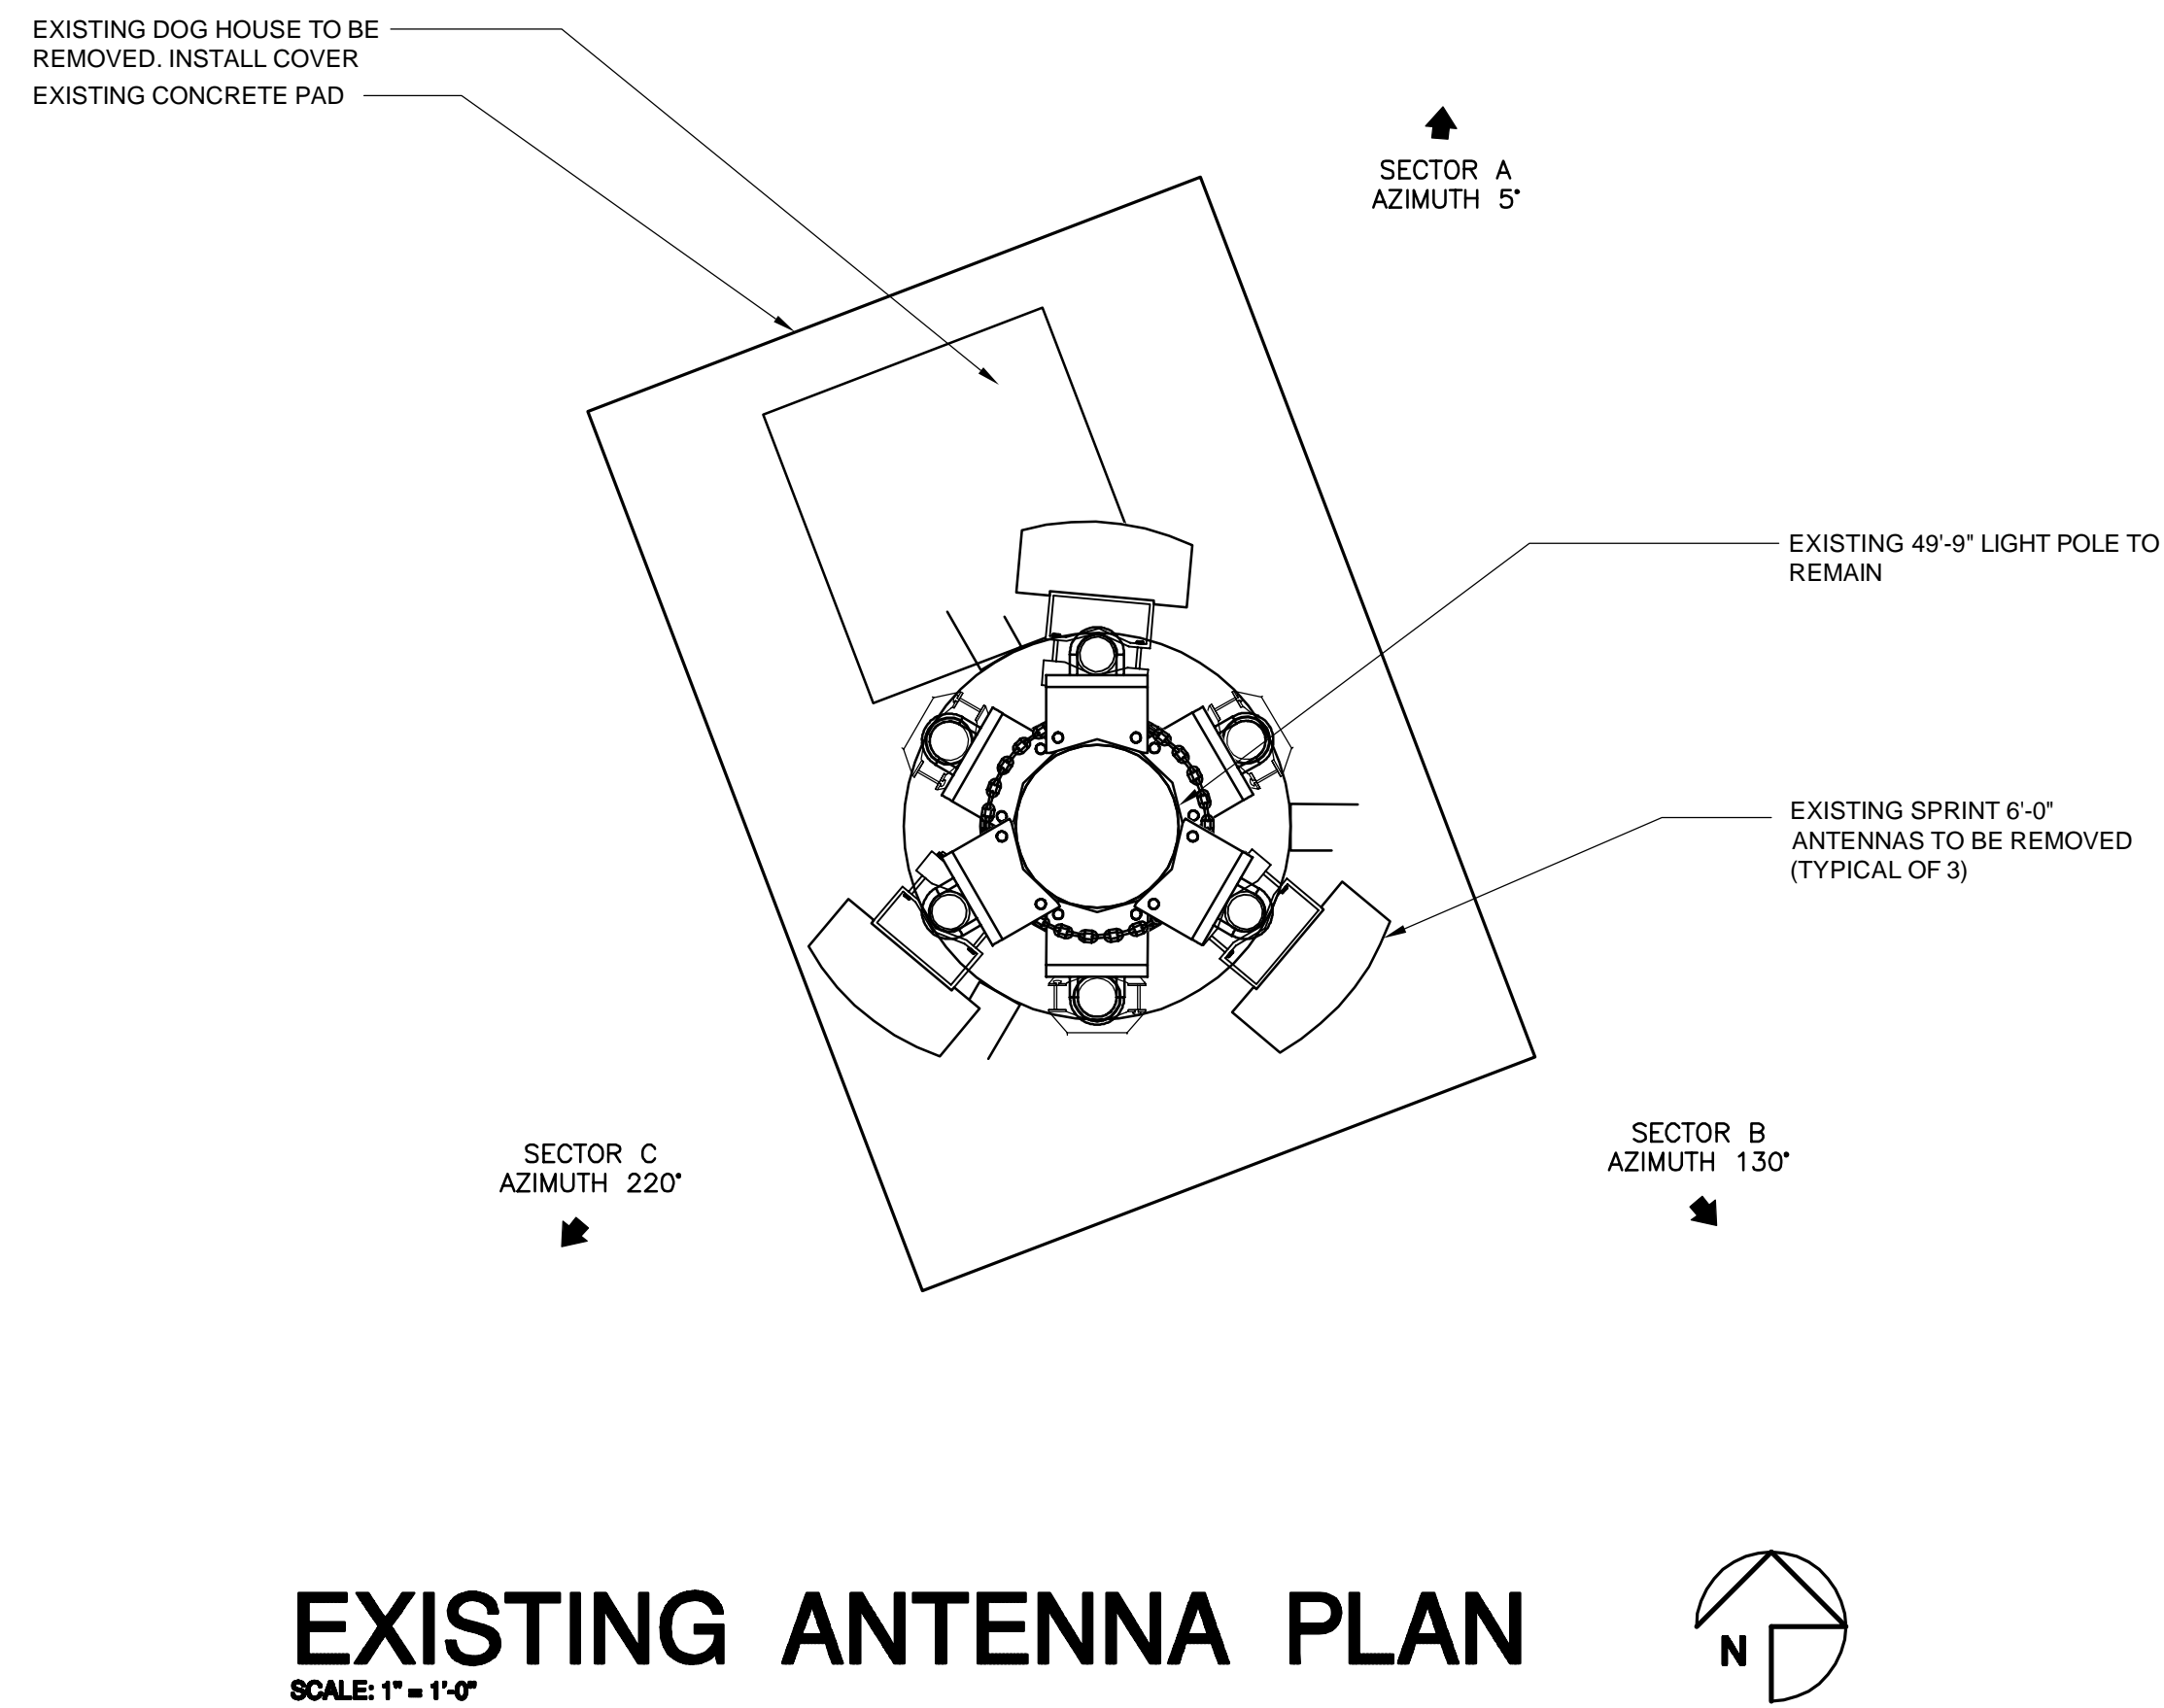 EXISTING DOG HOUSE TO BE
REMOVED. INSTALL COVER
EXISTING CONCRETE PAD
SECTOR A
AZIMUTH 5°
EXISTING 49'-9" LIGHT POLE TO
REMAIN
EXISTING SPRINT 6'-0"
ANTENNAS TO BE REMOVED
(TYPICAL OF 3)
SECTOR C
AZIMUTH 220°
SECTOR B
AZIMUTH 130°
EXISTING ANTENNA PLAN
SCALE: 1" = 1'-0"
N